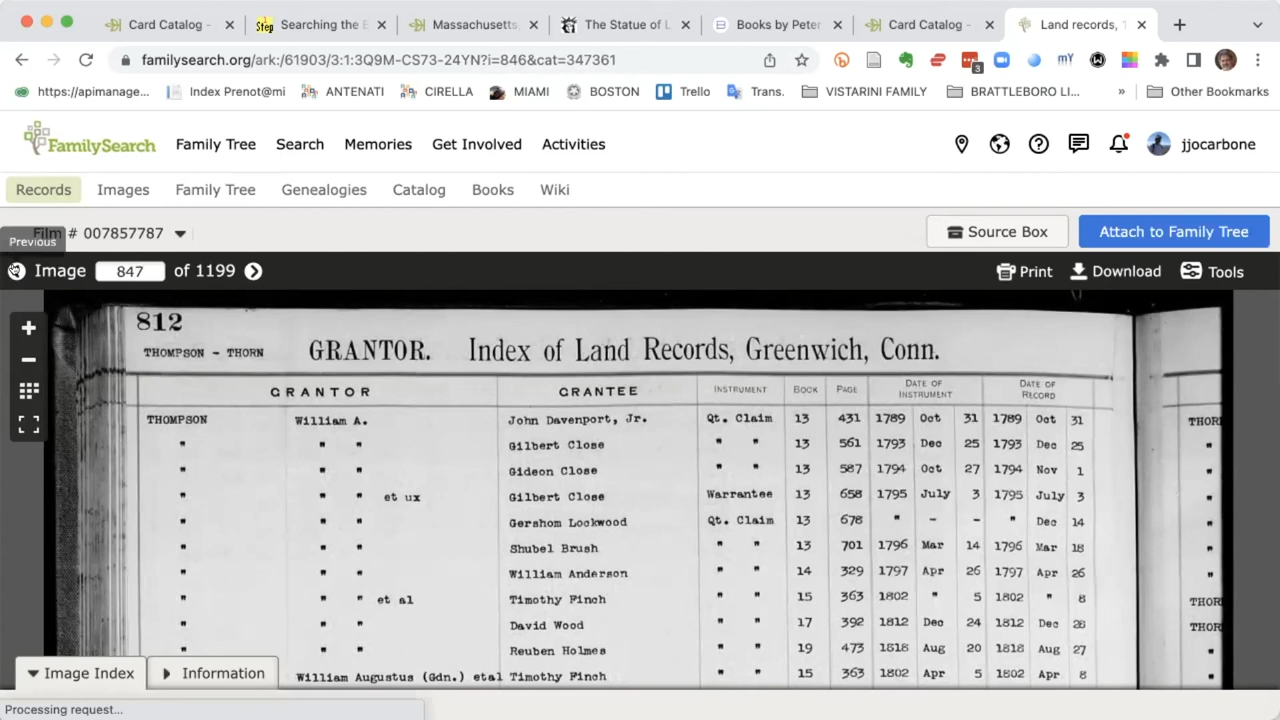 Card Catalog - Searching the E Massachusetts, The Statue of L Books by Peter Card Catalog - Land records, T
familysearch.org/ark:/61903/3:1:3Q9M-CS73-24YN?i=846&cat=347361 3 mY
https://apimanage... Index Prenot@mi ANTENATI CIRELLA MIAMI BOSTON Trello Trans. VISTARINI FAMILY BRATTLEBORO LI... » Other Bookmarks
FamilySearch Family Tree Search Memories Get Involved Activities jjocarbone
Records Images Family Tree Genealogies Catalog Books Wiki
Film # 007857787 Source Box Attach to Family Tree
Previous
Image 847 of 1199 Print Download Tools
812
THOMPSON - THORN GRANTOR. Index of Land Records, Greenwich, Conn.
GRANTOR GRANTEE INSTRUMENT BOOK PAGE DATE OF INSTRUMENT DATE OF RECORD
THOMPSON William A. John Davenport, Jr. Qt. Claim 13 431 1789 Oct 31 1789 Oct 31 THOR
" " " Gilbert Close " " 13 561 1793 Dec 25 1793 Dec 25 "
" " " Gideon Close " " 13 587 1794 Oct 27 1794 Nov 1 "
" " " et ux Gilbert Close Warrantee 13 658 1795 July 3 1795 July 3 "
" " " Gershom Lockwood Qt. Claim 13 678 " - - " Dec 14 "
" " " Shubel Brush " " 13 701 1796 Mar 14 1796 Mar 18 "
" " " William Anderson " " 14 329 1797 Apr 26 1797 Apr 26 "
" " " et al Timothy Finch " " 15 363 1802 " 5 1802 " 8 THOR
" " " David Wood " " 17 392 1812 Dec 24 1812 Dec 28 THOR
" " " Reuben Holmes " " 19 473 1818 Aug 20 1818 Aug 27 "
" William Augustus (Gdn.) etal Timothy Finch " " 15 363 1802 Apr 5 1802 Apr 8 "
Image Index Information
Processing request...